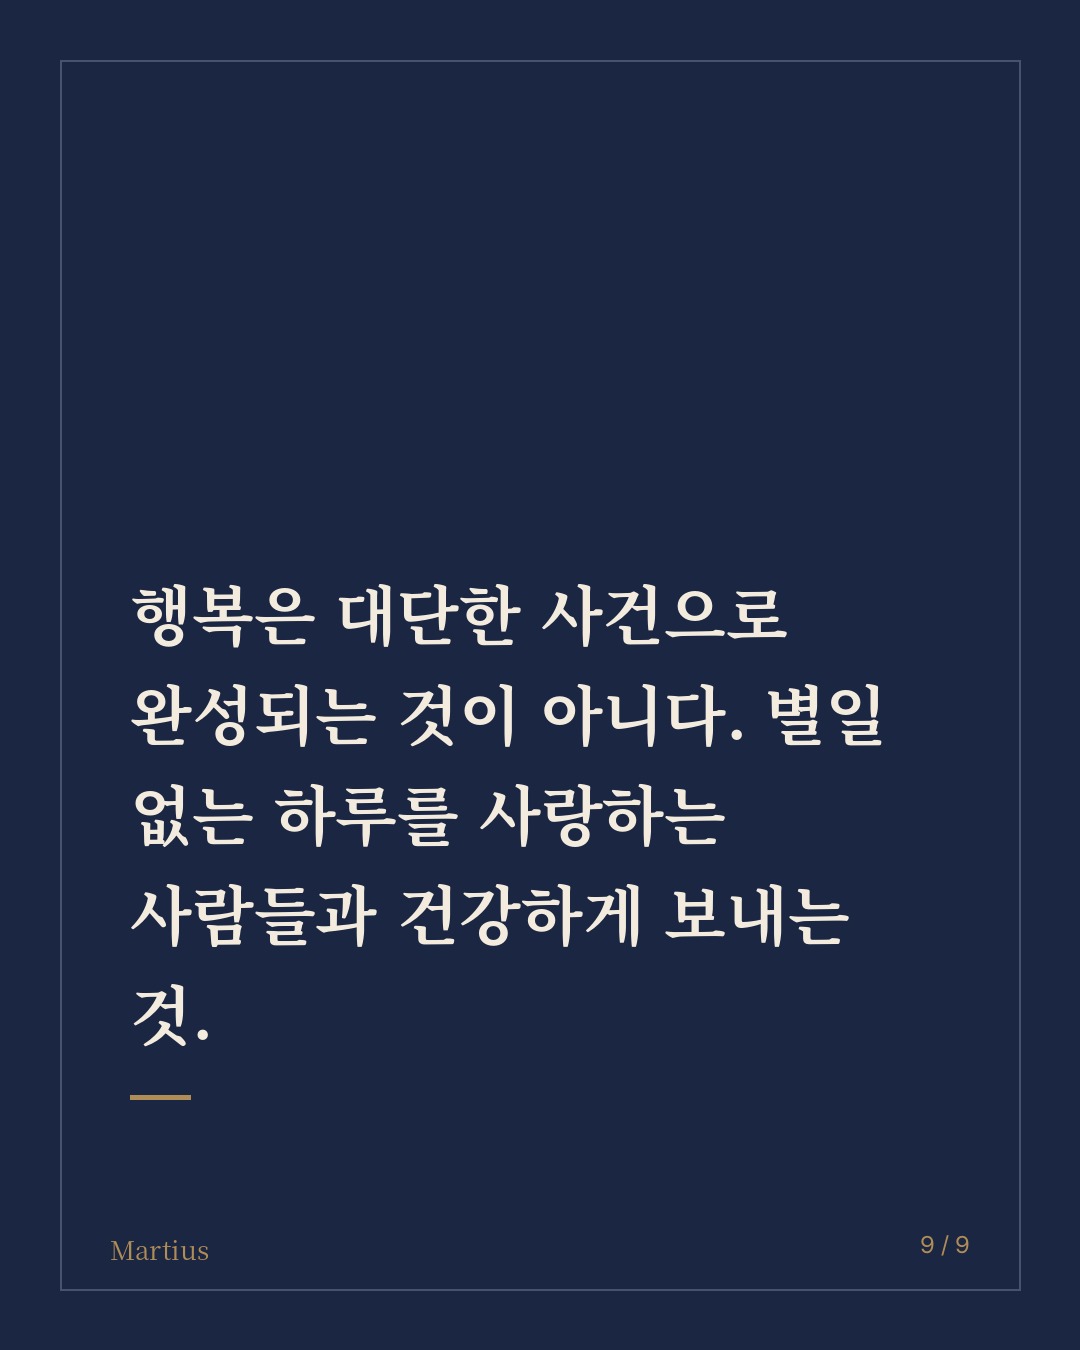 행복은 대단한 사건으로
완성되는 것이 아니다. 별일
없는 하루를 사랑하는
사람들과 건강하게 보내는
것.
Martius
9 / 9